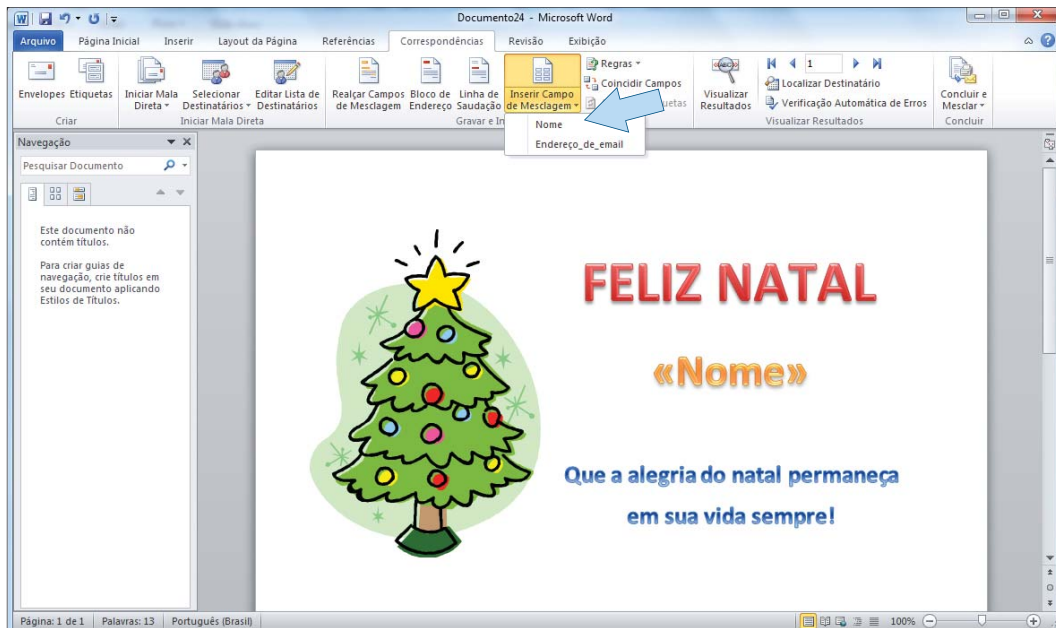 Documento24 - Microsoft Word
Arquivo Página Inicial Inserir Layout da Página Referências Correspondências Revisão Exibição
Envelopes Etiquetas
Criar
Iniciar Mala Direta
Selecionar Destinatários
Editar Lista de Destinatários
Iniciar Mala Direta
Realçar Campos de Mesclagem
Bloco de Endereço
Linha de Saudação
Inserir Campo de Mesclagem
Regras
Coincidir Campos
Gravar e In
Visualizar Resultados
1
Localizar Destinatário
Verificação Automática de Erros
Visualizar Resultados
Concluir e Mesclar
Concluir
Nome
Endereço_de_email
Navegação
Pesquisar Documento
Este documento não
contém títulos.
Para criar guias de
navegação, crie títulos em
seu documento aplicando
Estilos de Títulos.
FELIZ NATAL
«Nome»
Que a alegria do natal permaneça
em sua vida sempre!
Página: 1 de 1 Palavras: 13 Português (Brasil) 100%